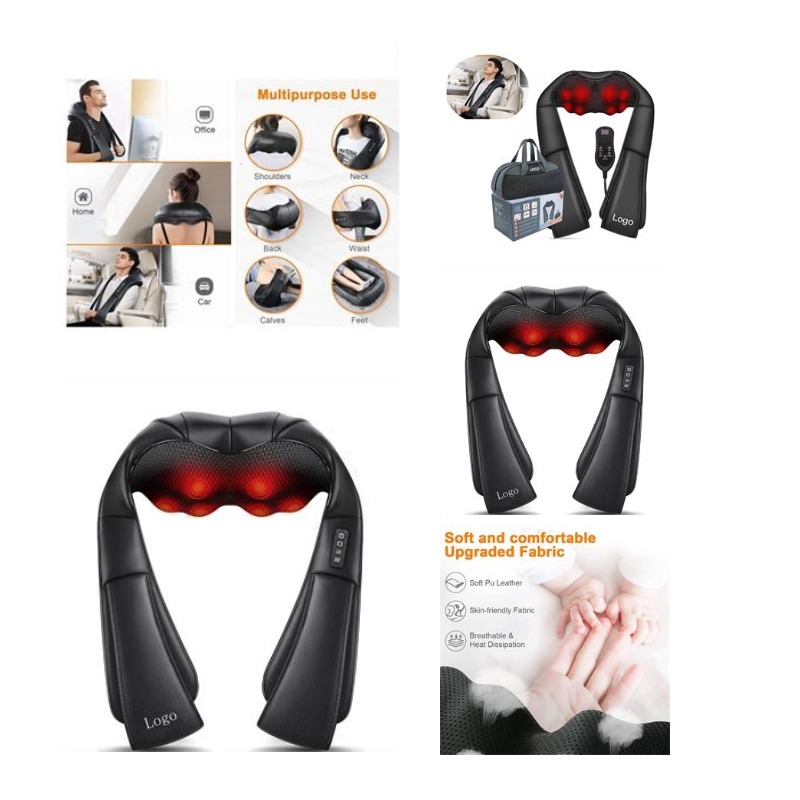 Multipurpose Use
Office
Shoulders
Neck
Home
Back
Waist
Car
Calves
Feet
LOGO
Logo
Logo
Logo
Soft and comfortable
Upgraded Fabric
Soft Pu Leather
Skin-friendly Fabric
Breathable &
Heat Dissipation